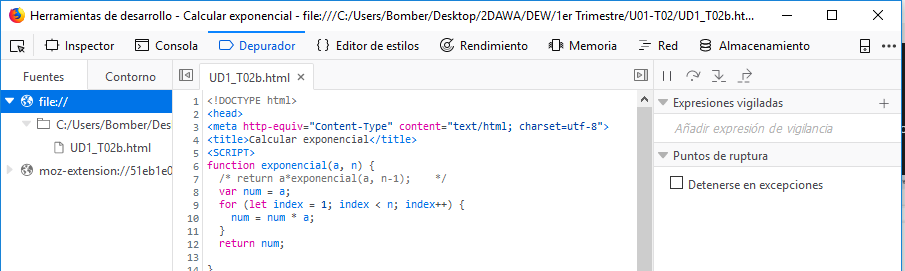 Herramientas de desarrollo - Calcular exponencial - file:///C:/Users/Bomber/Desktop/2DAWA/DEW/1er Trimestre/U01-T02/UD1_T02b.ht...
Inspector Consola Depurador {} Editor de estilos Rendimiento Memoria Red Almacenamiento
Fuentes Contorno UD1_T02b.html
file://
C:/Users/Bomber/Des
UD1_T02b.html
moz-extension://51eb1e0
1 <!DOCTYPE html>
2 <head>
3 <meta http-equiv="Content-Type" content="text/html; charset=utf-8">
4 <title>Calcular exponencial</title>
5 <SCRIPT>
6 function exponencial(a, n) {
7 /* return a*exponencial(a, n-1);    */
8 var num = a;
9 for (let index = 1; index < n; index++) {
10 num = num * a;
11 }
12 return num;
13
14 }
Expresiones vigiladas
Añadir expresión de vigilancia
Puntos de ruptura
Detenerse en excepciones